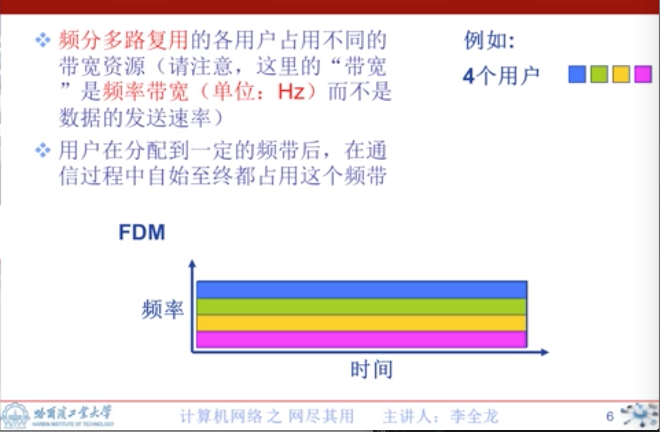 频分多路复用的各用户占用不同的
带宽资源（请注意，这里的“带宽
”是频率带宽（单位：Hz）而不是
数据的发送速率）
用户在分配到一定的频带后，在通
信过程中自始至终都占用这个频带
例如:
4个用户
FDM
频率
时间
哈尔滨工业大学
HARBIN INSTITUTE OF TECHNOLOGY
计算机网络 之 网尽其用 主讲人：李全龙
6